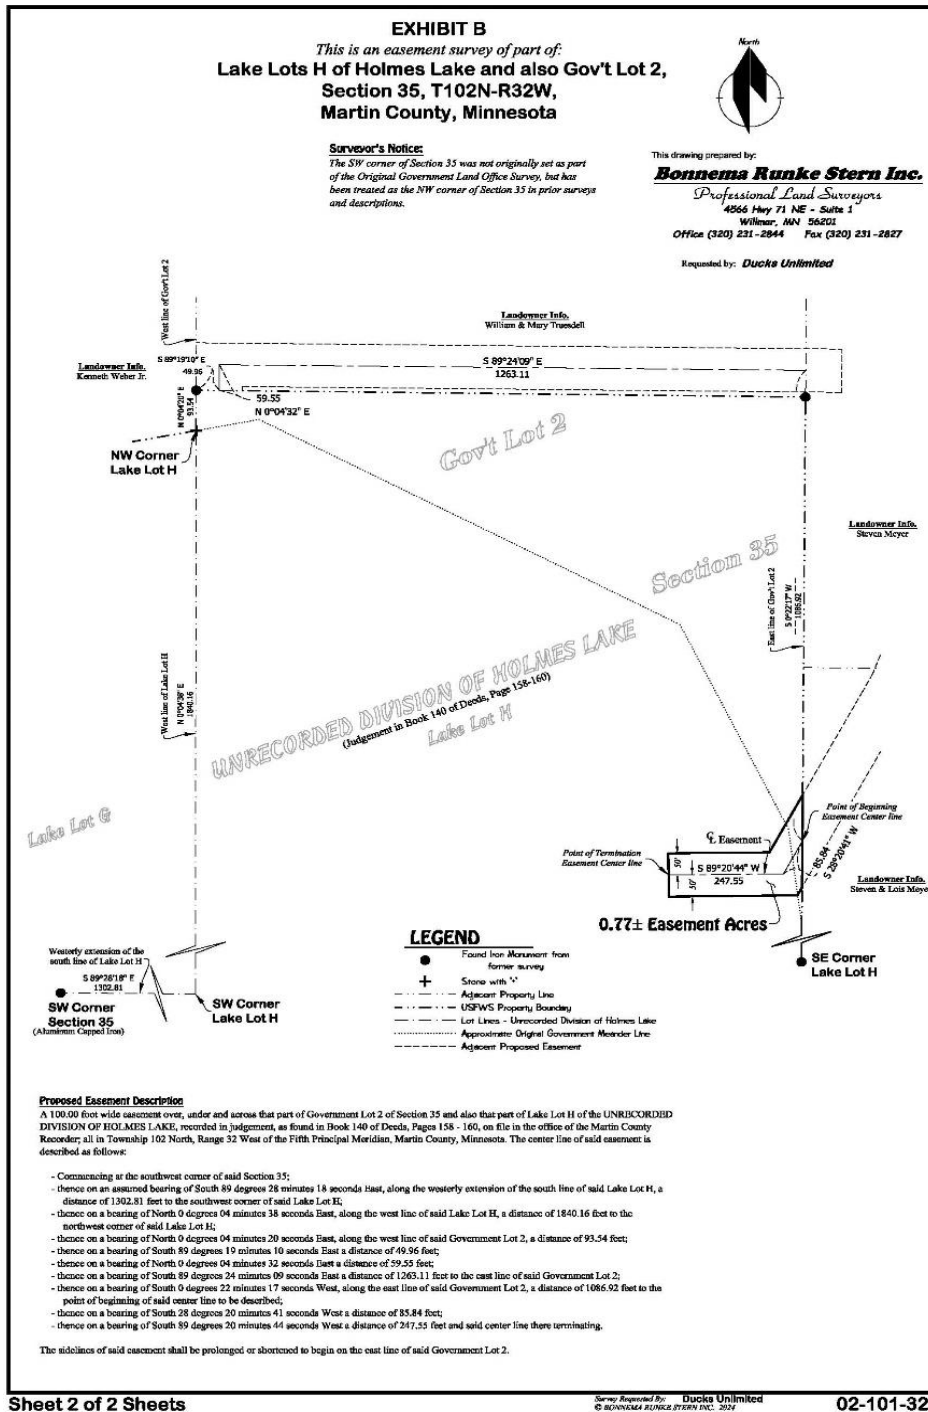 EXHIBIT B
This is an easement survey of part of:
Lake Lots H of Holmes Lake and also Gov't Lot 2,
Section 35, T102N-R32W,
Martin County, Minnesota
North
Surveyor's Notice:
The SW corner of Section 35 was not originally set as part
of the Original Government Land Office Survey, but has
been treated as the NW corner of Section 35 in prior surveys
and descriptions.
This drawing prepared by:
Bonnema Runke Stern Inc.
Professional Land Surveyors
4566 Hwy 71 NE - Suite 1
Willmar, MN 56201
Office (320) 231-2844 Fax (320) 231-2827
Requested by: Ducks Unlimited
West line of Gov't Lot 2
Landowner Info.
William & Mary Truesdell
Landowner Info.
Kenneth Weber Jr.
S 89°19'10" E
49.96
S 89°24'09" E
1263.11
N 0°04'20" E
93.54
59.55
N 0°04'32" E
NW Corner
Lake Lot H
Gov't Lot 2
Landowner Info.
Steven Meyer
Section 35
East line of Gov't Lot 2
S 0°22'17" W
1086.92
West line of Lake Lot H
N 0°04'38" E
1840.16
UNRECORDED DIVISION OF HOLMES LAKE
(Judgement in Book 140 of Deeds, Page 158-160)
Lake Lot H
Lake Lot G
Point of Beginning
Easement Center line
℄ Easement
Point of Termination
Easement Center line
50'
50'
S 89°20'44" W
247.55
85.84
S 28°20'41" W
Landowner Info.
Steven & Lois Meye
0.77± Easement Acres
SE Corner
Lake Lot H
Westerly extension of the
south line of Lake Lot H
S 89°28'18" E
1302.81
SW Corner
Section 35
(Aluminum Capped Iron)
SW Corner
Lake Lot H
LEGEND
Found Iron Monument from
former survey
Stone with '+'
Adjacent Property Line
USFWS Property Boundary
Lot Lines - Unrecorded Division of Holmes Lake
Approximate Original Government Meander Line
Adjacent Proposed Easement
Proposed Easement Description
A 100.00 foot wide easement over, under and across that part of Government Lot 2 of Section 35 and also that part of Lake Lot H of the UNRECORDED
DIVISION OF HOLMES LAKE, recorded in judgement, as found in Book 140 of Deeds, Pages 158 - 160, on file in the office of the Martin County
Recorder; all in Township 102 North, Range 32 West of the Fifth Principal Meridian, Martin County, Minnesota. The center line of said easement is
described as follows:
- Commencing at the southwest corner of said Section 35;
- thence on an assumed bearing of South 89 degrees 28 minutes 18 seconds East, along the westerly extension of the south line of said Lake Lot H, a
distance of 1302.81 feet to the southwest corner of said Lake Lot H;
- thence on a bearing of North 0 degrees 04 minutes 38 seconds East, along the west line of said Lake Lot H, a distance of 1840.16 feet to the
northwest corner of said Lake Lot H;
- thence on a bearing of North 0 degrees 04 minutes 20 seconds East, along the west line of said Government Lot 2, a distance of 93.54 feet;
- thence on a bearing of South 89 degrees 19 minutes 10 seconds East a distance of 49.96 feet;
- thence on a bearing of North 0 degrees 04 minutes 32 seconds East a distance of 59.55 feet;
- thence on a bearing of South 89 degrees 24 minutes 09 seconds East a distance of 1263.11 feet to the east line of said Government Lot 2;
- thence on a bearing of South 0 degrees 22 minutes 17 seconds West, along the east line of said Government Lot 2, a distance of 1086.92 feet to the
point of beginning of said center line to be described;
- thence on a bearing of South 28 degrees 20 minutes 41 seconds West a distance of 85.84 feet;
- thence on a bearing of South 89 degrees 20 minutes 44 seconds West a distance of 247.55 feet and said center line there terminating.
The sidelines of said easement shall be prolonged or shortened to begin on the east line of said Government Lot 2.
Sheet 2 of 2 Sheets
Survey Requested By: Ducks Unlimited
© BONNEMA RUNKE STERN INC. 2024
02-101-32